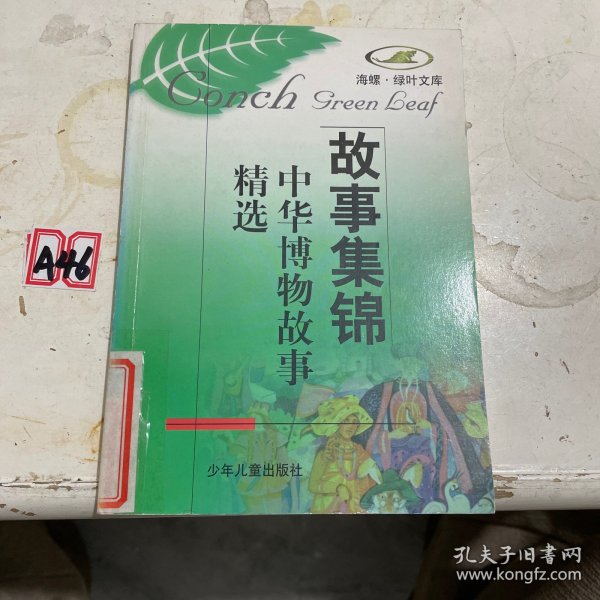 海螺·绿叶文库
Conch Green Leaf
故事集锦
中华博物故事
精选
A46
少年儿童出版社
孔夫子旧书网
www.kongfz.com